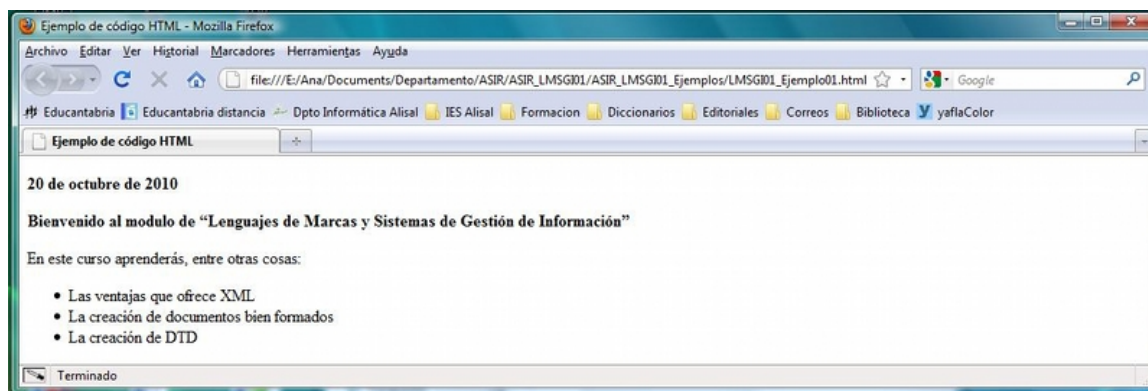 Ejemplo de código HTML - Mozilla Firefox
Archivo Editar Ver Historial Marcadores Herramientas Ayuda
file:///E:/Ana/Documents/Departamento/ASIR/ASIR_LMSGI01/ASIR_LMSGI01_Ejemplos/LMSGI01_Ejemplo01.html Google
Educantabria Educantabria distancia Dpto Informática Alisal IES Alisal Formacion Diccionarios Editoriales Correos Biblioteca yaflaColor
Ejemplo de código HTML
20 de octubre de 2010
Bienvenido al modulo de “Lenguajes de Marcas y Sistemas de Gestión de Información”
En este curso aprenderás, entre otras cosas:
• Las ventajas que ofrece XML
• La creación de documentos bien formados
• La creación de DTD
Terminado